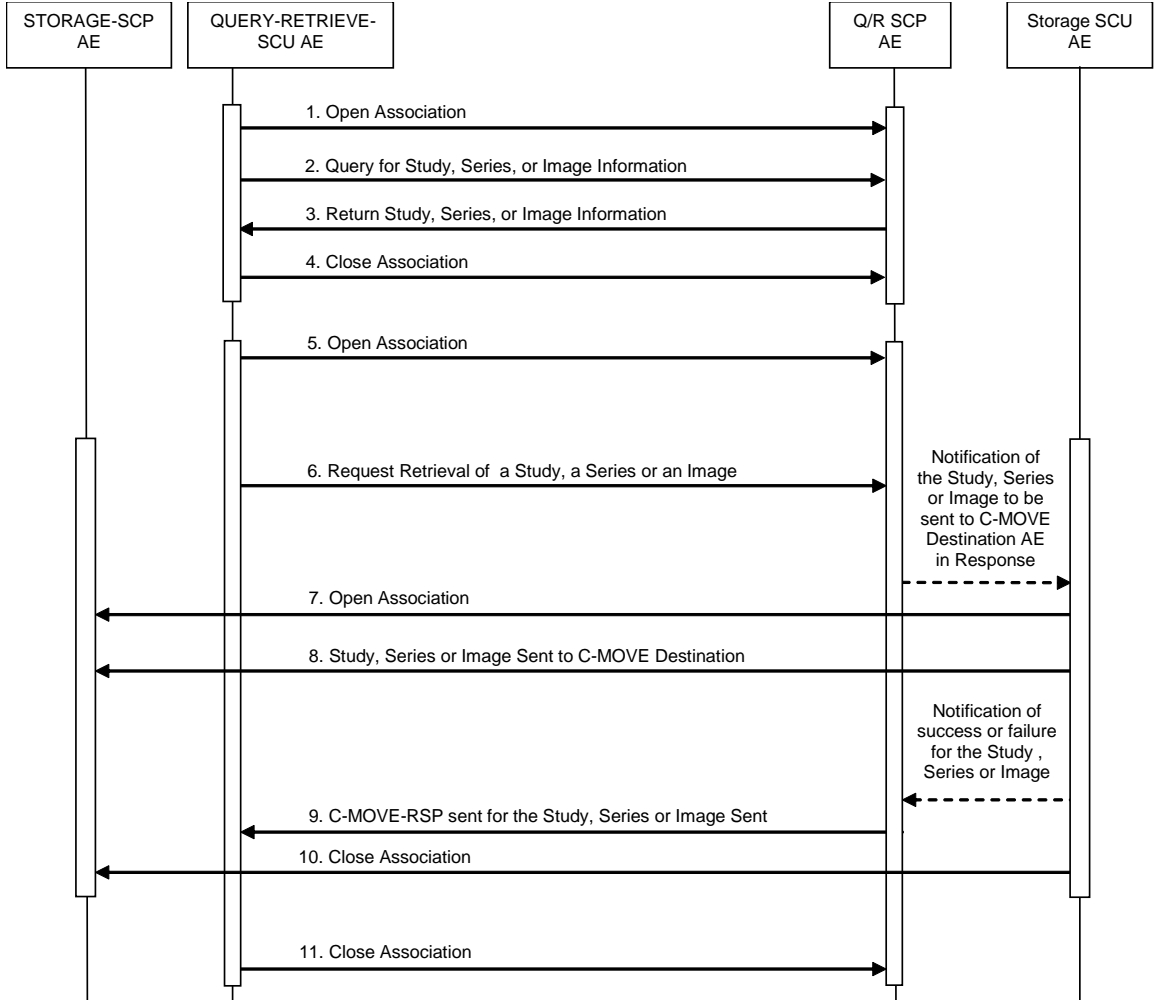 STORAGE-SCP
AE
QUERY-RETRIEVE-
SCU AE
Q/R SCP
AE
Storage SCU
AE
1. Open Association
2. Query for Study, Series, or Image Information
3. Return Study, Series, or Image Information
4. Close Association
5. Open Association
6. Request Retrieval of a Study, a Series or an Image
Notification of
the Study, Series
or Image to be
sent to C-MOVE
Destination AE
in Response
7. Open Association
8. Study, Series or Image Sent to C-MOVE Destination
Notification of
success or failure
for the Study ,
Series or Image
9. C-MOVE-RSP sent for the Study, Series or Image Sent
10. Close Association
11. Close Association